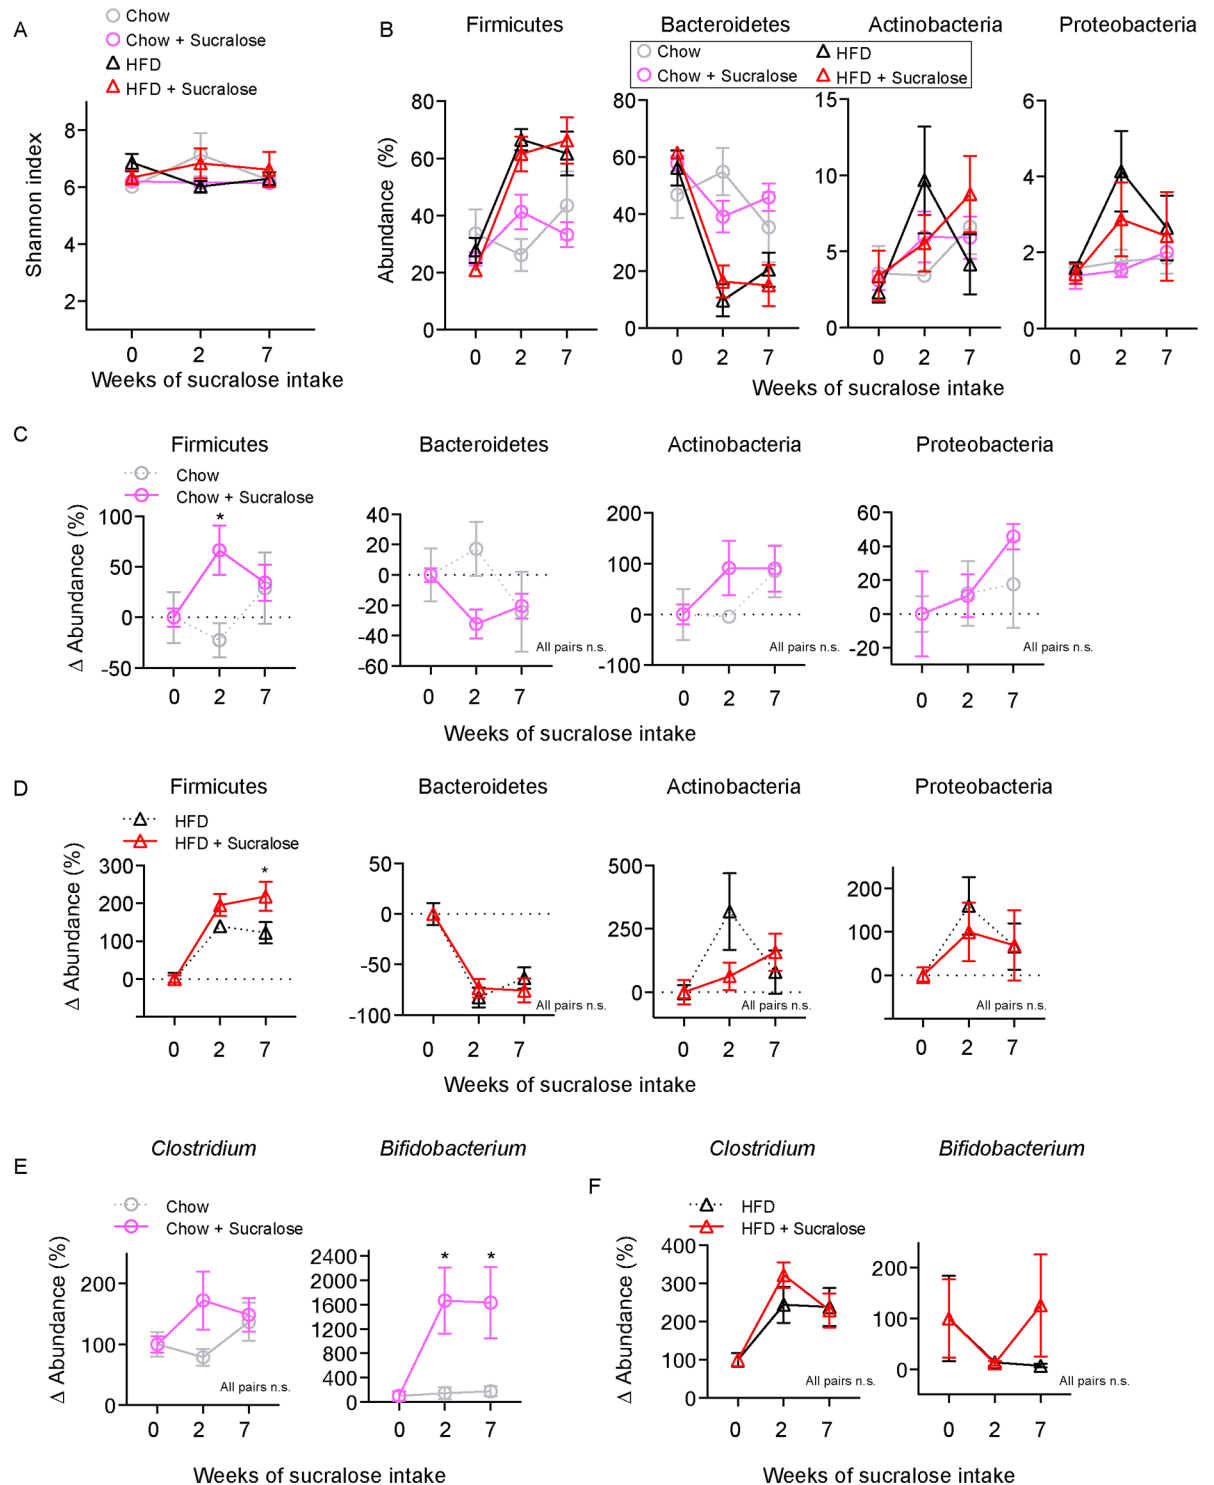 A
Chow
Chow + Sucralose
HFD
HFD + Sucralose
Shannon index
8
6
4
2
0 2 7
Weeks of sucralose intake
B
Firmicutes Bacteroidetes Actinobacteria Proteobacteria
Chow HFD
Chow + Sucralose HFD + Sucralose
Abundance (%)
80
60
40
20
0
0 2 7
80
60
40
20
0
0 2 7
15
10
5
0
0 2 7
6
4
2
0
0 2 7
Weeks of sucralose intake
C
Firmicutes Bacteroidetes Actinobacteria Proteobacteria
Chow
Chow + Sucralose
Δ Abundance (%)
100
50
0
-50
*
0 2 7
40
20
0
-20
-40
-60
All pairs n.s.
0 2 7
200
100
0
-100
All pairs n.s.
0 2 7
60
40
20
0
-20
All pairs n.s.
0 2 7
Weeks of sucralose intake
D
Firmicutes Bacteroidetes Actinobacteria Proteobacteria
HFD
HFD + Sucralose
Δ Abundance (%)
300
200
100
0
*
0 2 7
50
0
-50
-100
All pairs n.s.
0 2 7
500
250
0
All pairs n.s.
0 2 7
200
100
0
All pairs n.s.
0 2 7
Weeks of sucralose intake
E
Clostridium Bifidobacterium
Chow
Chow + Sucralose
Δ Abundance (%)
200
100
0
All pairs n.s.
0 2 7
2400
2000
1600
1200
800
400
0
* *
0 2 7
Weeks of sucralose intake
F
Clostridium Bifidobacterium
HFD
HFD + Sucralose
Δ Abundance (%)
400
300
200
100
0
All pairs n.s.
0 2 7
200
100
0
All pairs n.s.
0 2 7
Weeks of sucralose intake